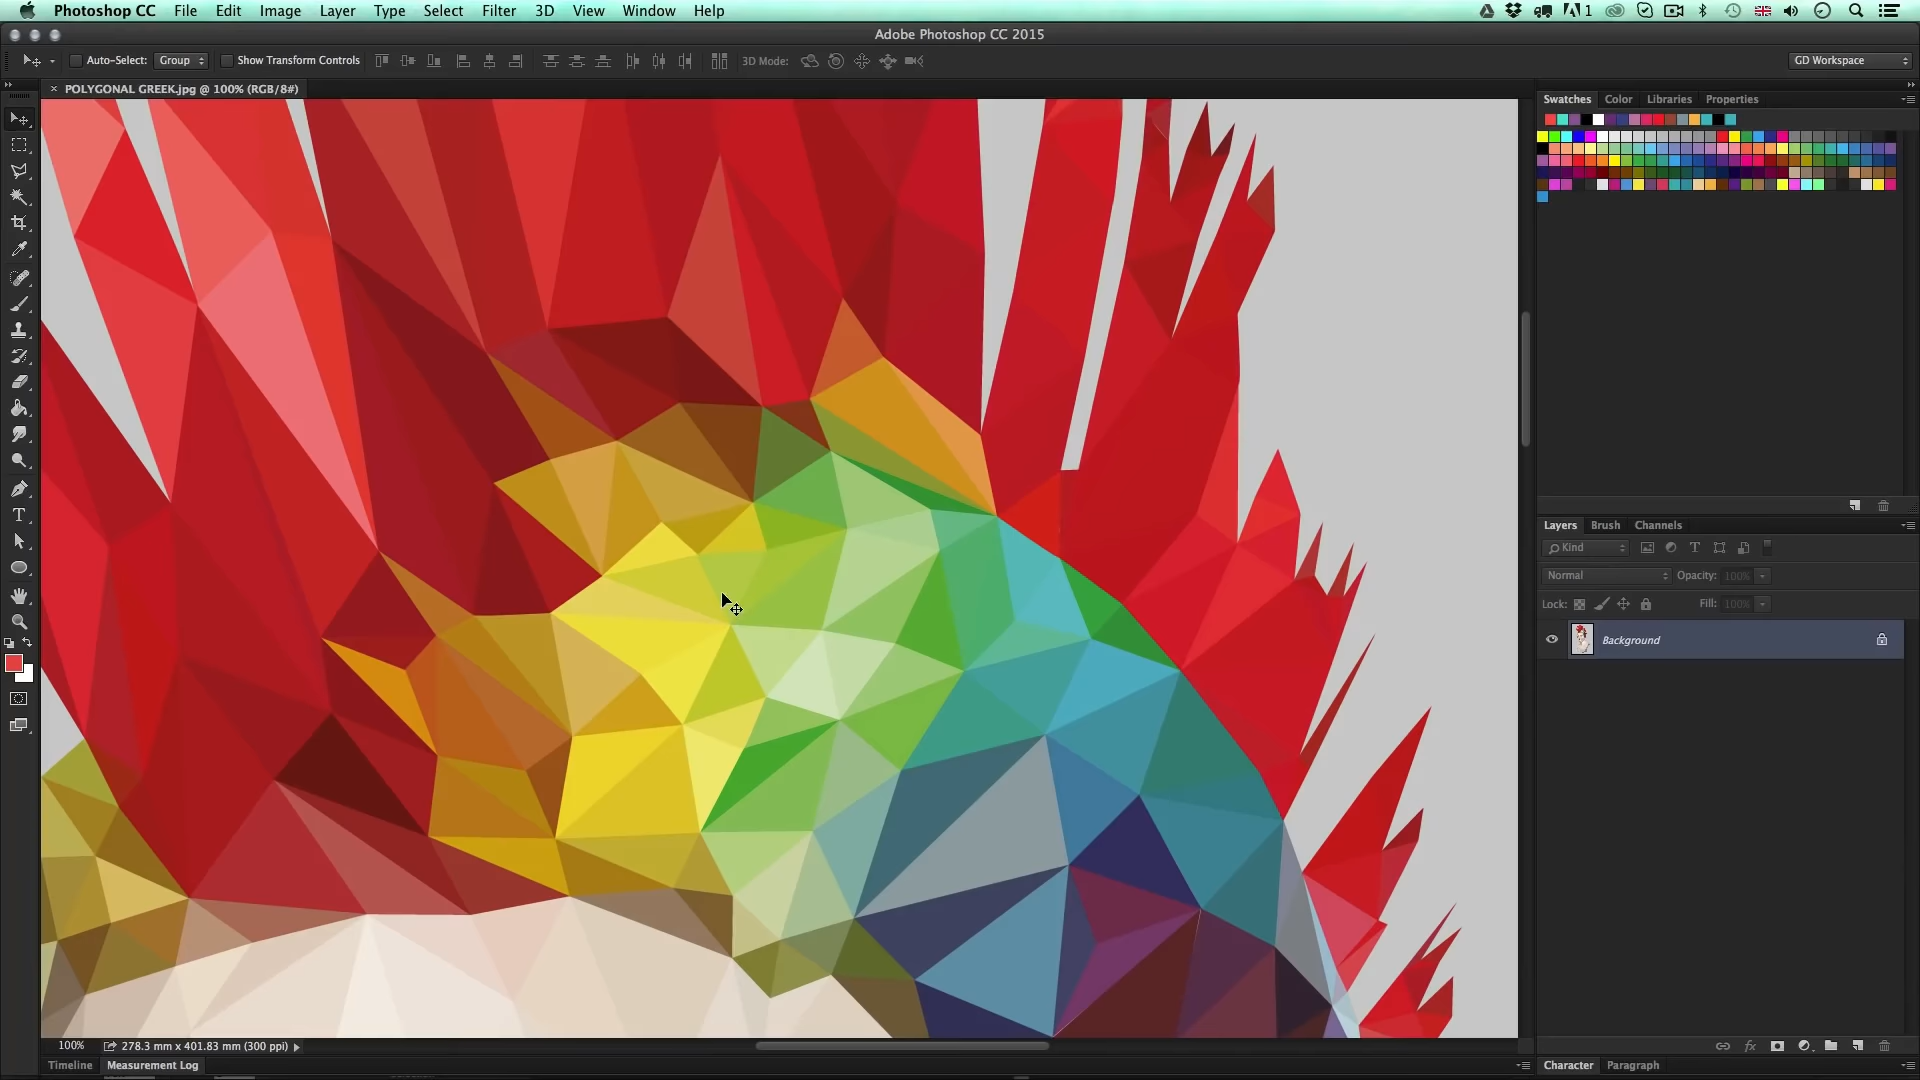 Photoshop CC File Edit Image Layer Type Select Filter 3D View Window Help 1
Adobe Photoshop CC 2015
Auto-Select: Group Show Transform Controls 3D Mode: GD Workspace
× POLYGONAL GREEK.jpg @ 100% (RGB/8#)
Swatches Color Libraries Properties
Layers Brush Channels
Kind
Normal Opacity: 100%
Lock: Fill: 100%
Background
100% 278.3 mm x 401.83 mm (300 ppi)
Timeline Measurement Log
Character Paragraph